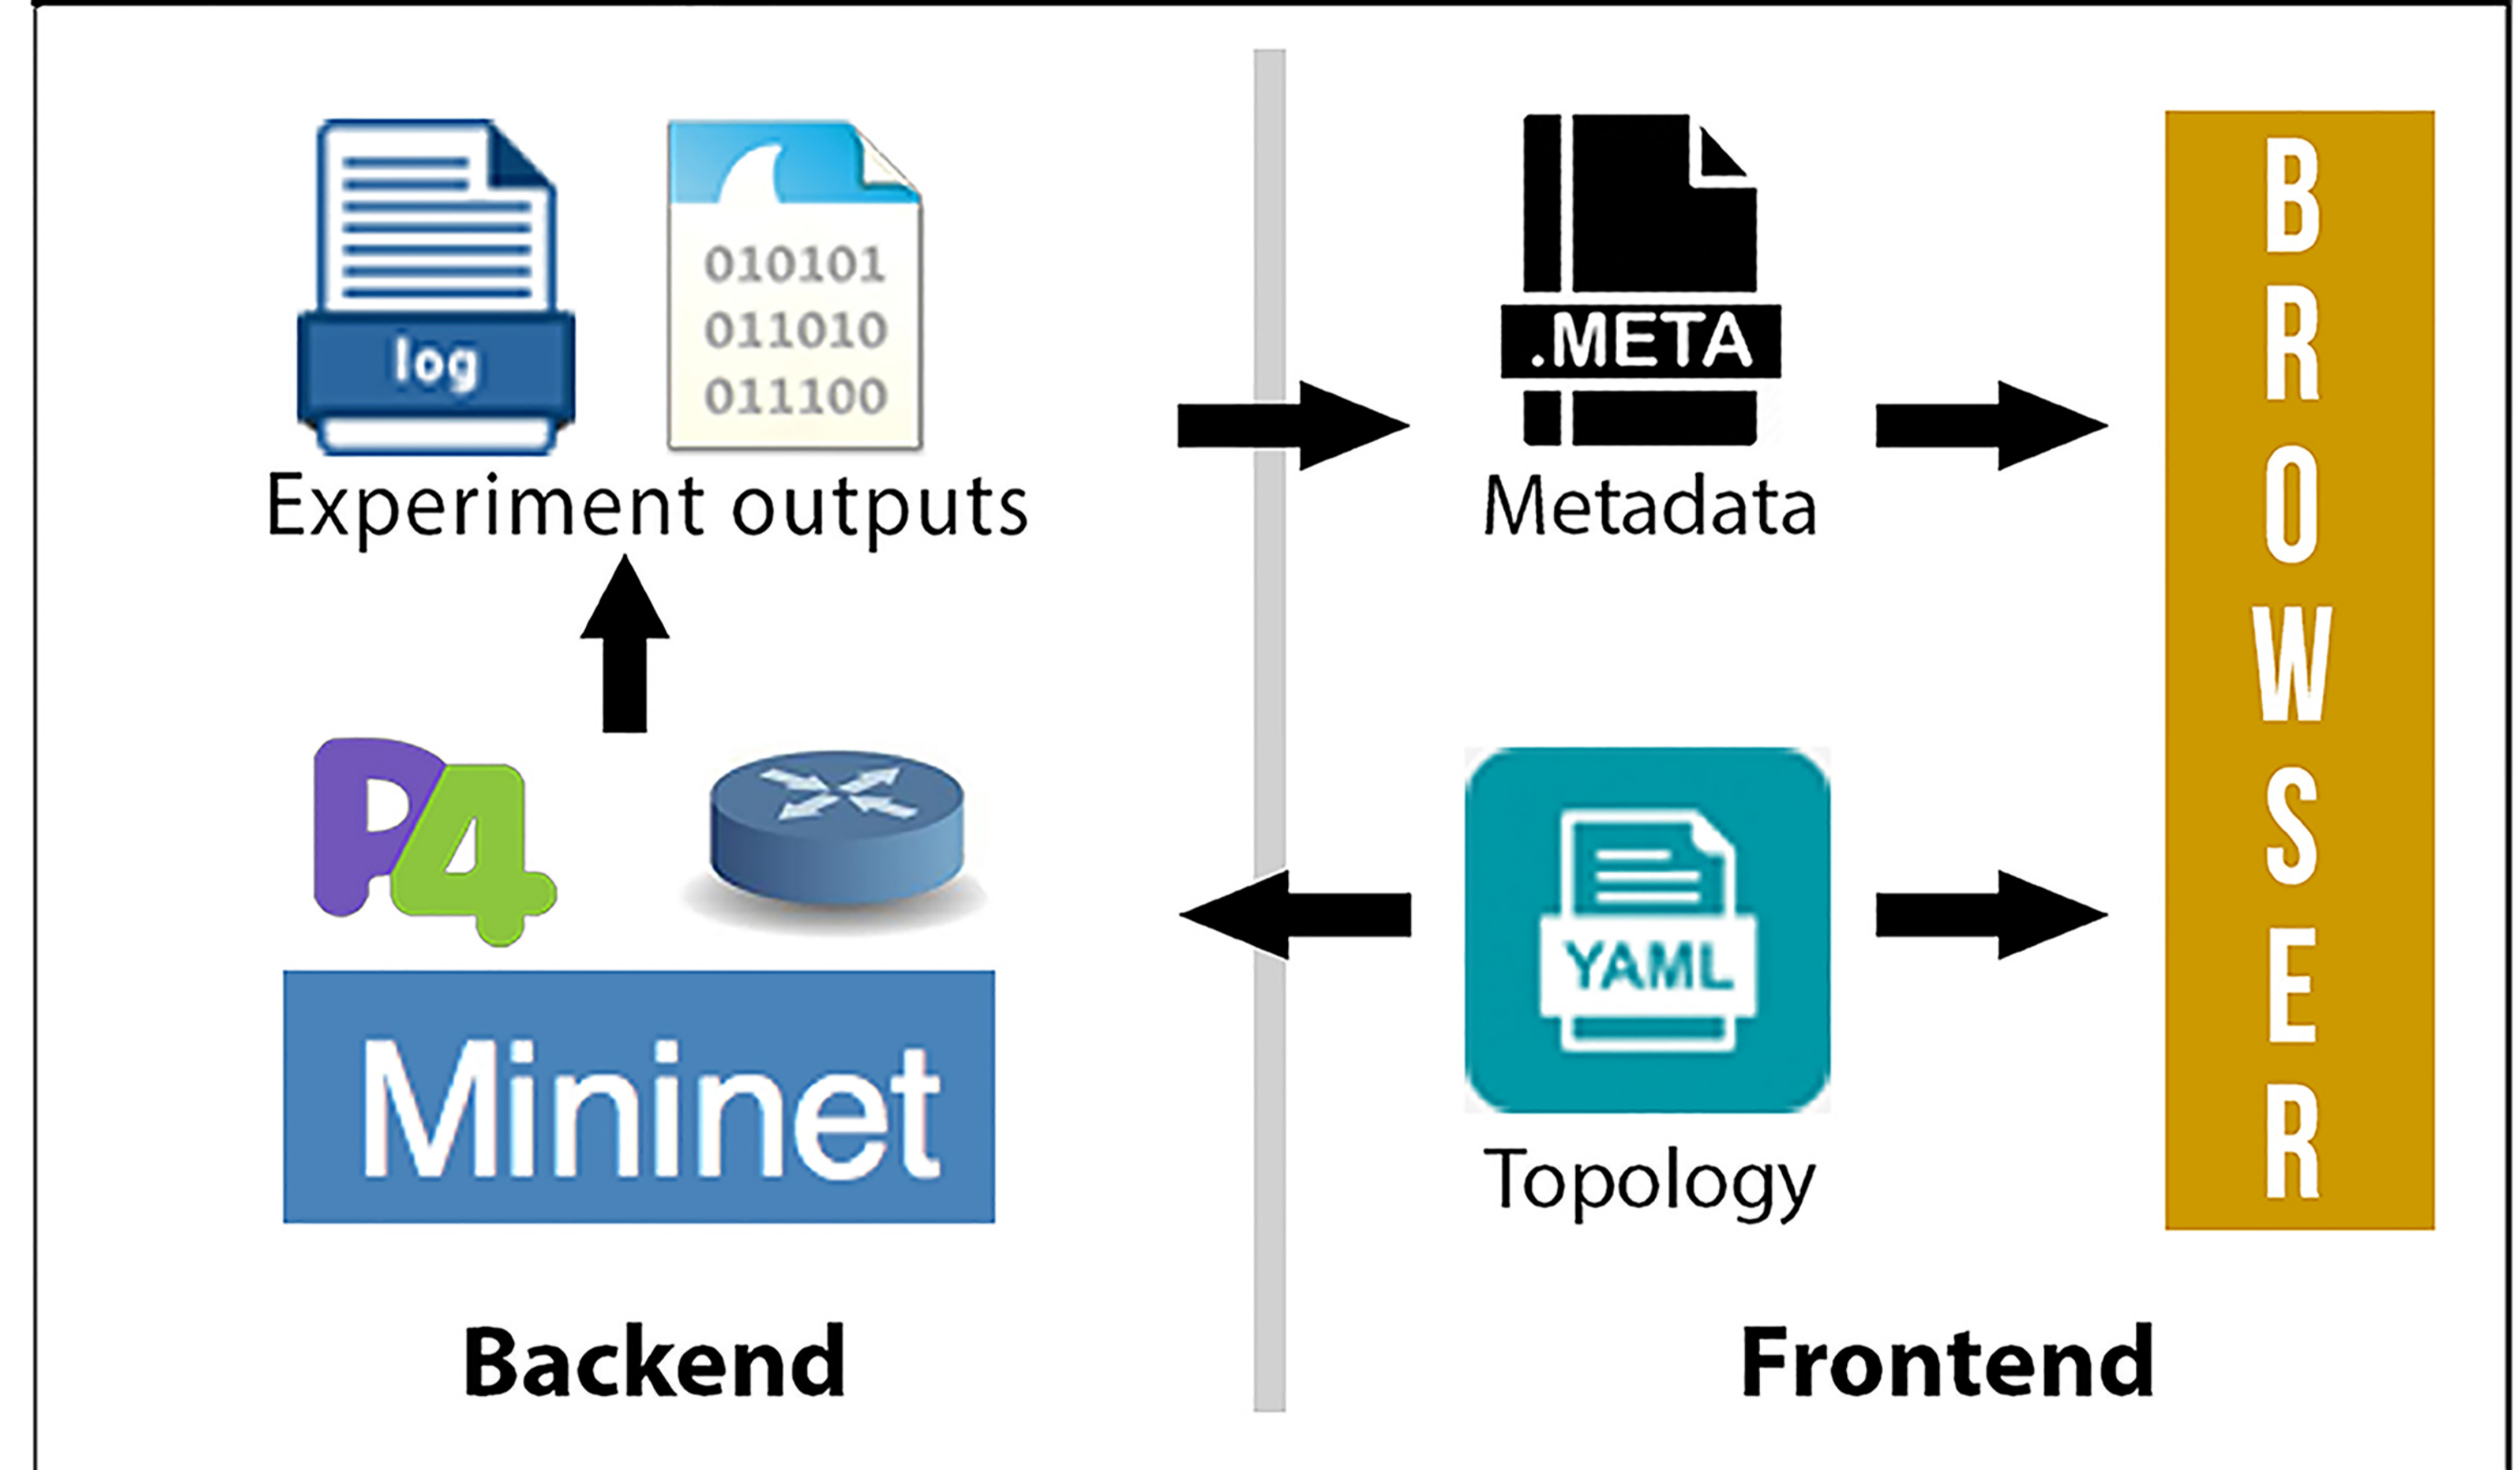 log
010101
011010
011100
Experiment outputs
P4
Mininet
Backend
.META
Metadata
YAML
Topology
BROWSER
Frontend